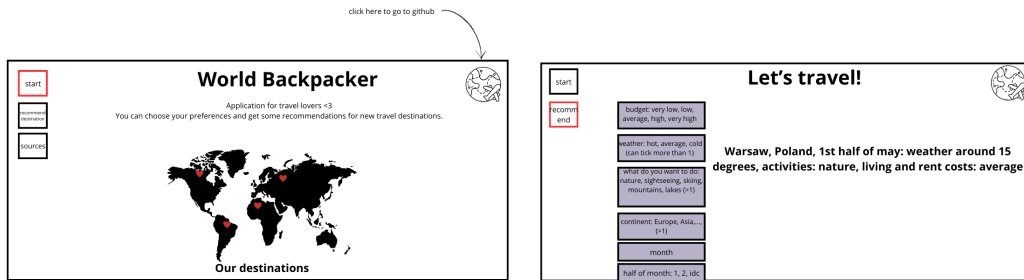 click here to go to github
start
World Backpacker
Application for travel lovers <3
You can choose your preferences and get some recommendations for new travel destinations.
recommend
destination
sources
Our destinations
start
Let's travel!
recomm
end
budget: very low, low,
average, high, very high
weather: hot, average, cold
(can tick more than 1)
what do you want to do:
nature, sightseeing, skiing,
mountains, lakes (>1)
continent: Europe, Asia,...,
(>1)
month
half of month: 1, 2, idc
Warsaw, Poland, 1st half of may: weather around 15
degrees, activities: nature, living and rent costs: average